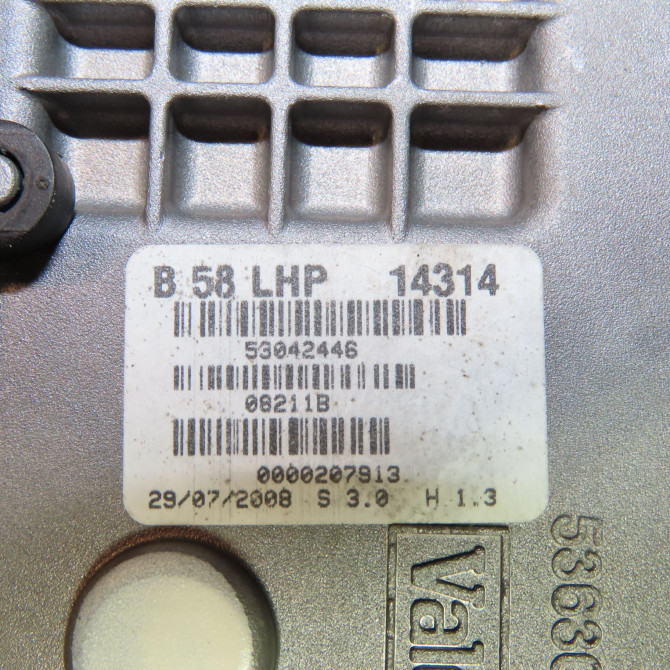 B 58 LHP 14314
53042446
08211B
0000207913
29/07/2008 S 3.0 H 1.3
Val
5363